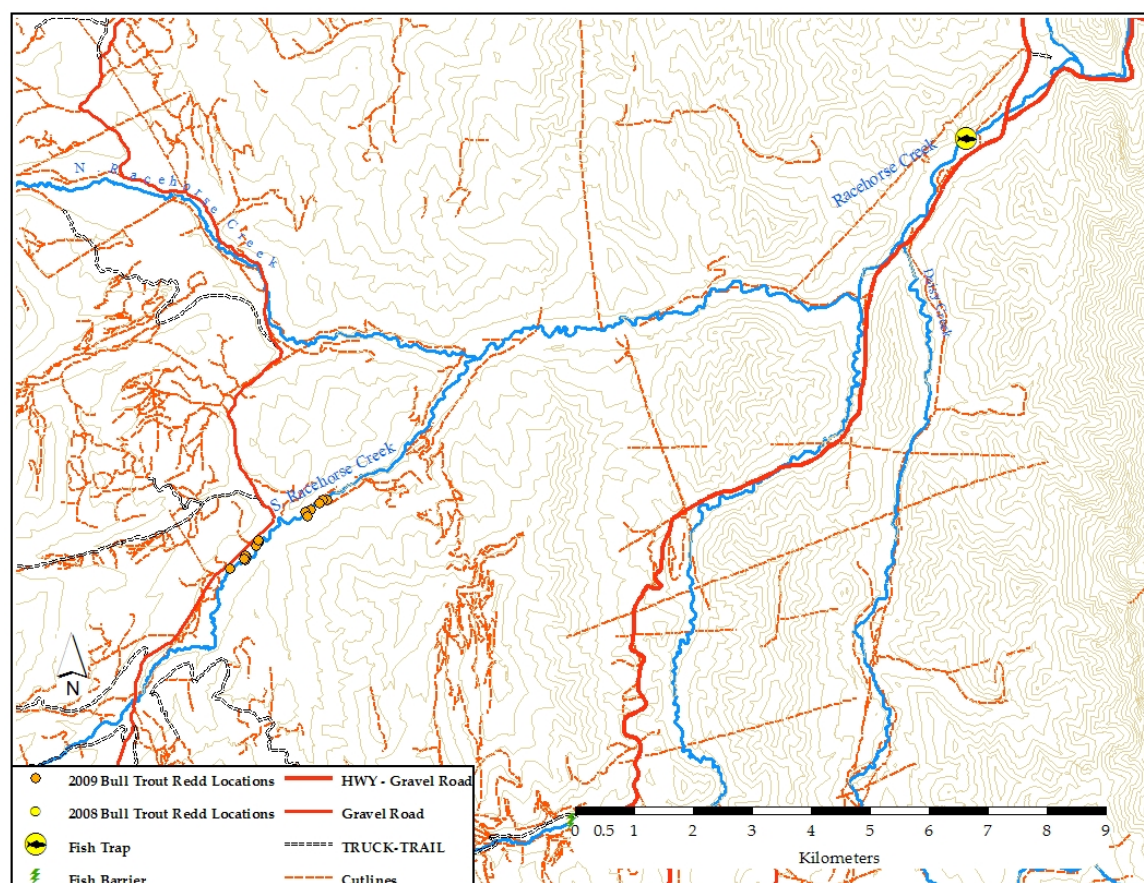 N Racehorse Creek
Racehorse Creek
Daisy Creek
S. Racehorse Creek
N
2009 Bull Trout Redd Locations
HWY - Gravel Road
2008 Bull Trout Redd Locations
Gravel Road
Fish Trap
TRUCK-TRAIL
Fish Barrier
Cutlines
0 0.5 1 2 3 4 5 6 7 8 9
Kilometers